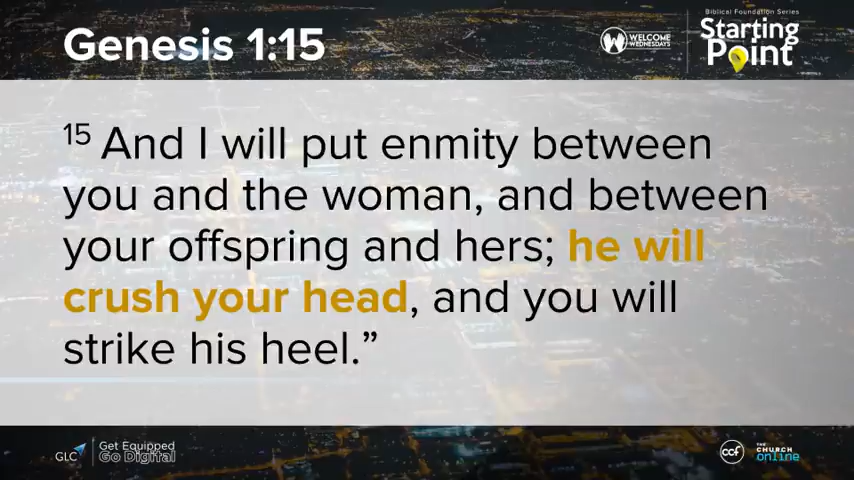 Genesis 1:15
W WELCOME
WEDNESDAYS
Biblical Foundation Series
Starting
Point
15 And I will put enmity between
you and the woman, and between
your offspring and hers; he will
crush your head, and you will
strike his heel.”
GLC
Get Equipped
Go Digital
ccf
THE
CHURCH
online